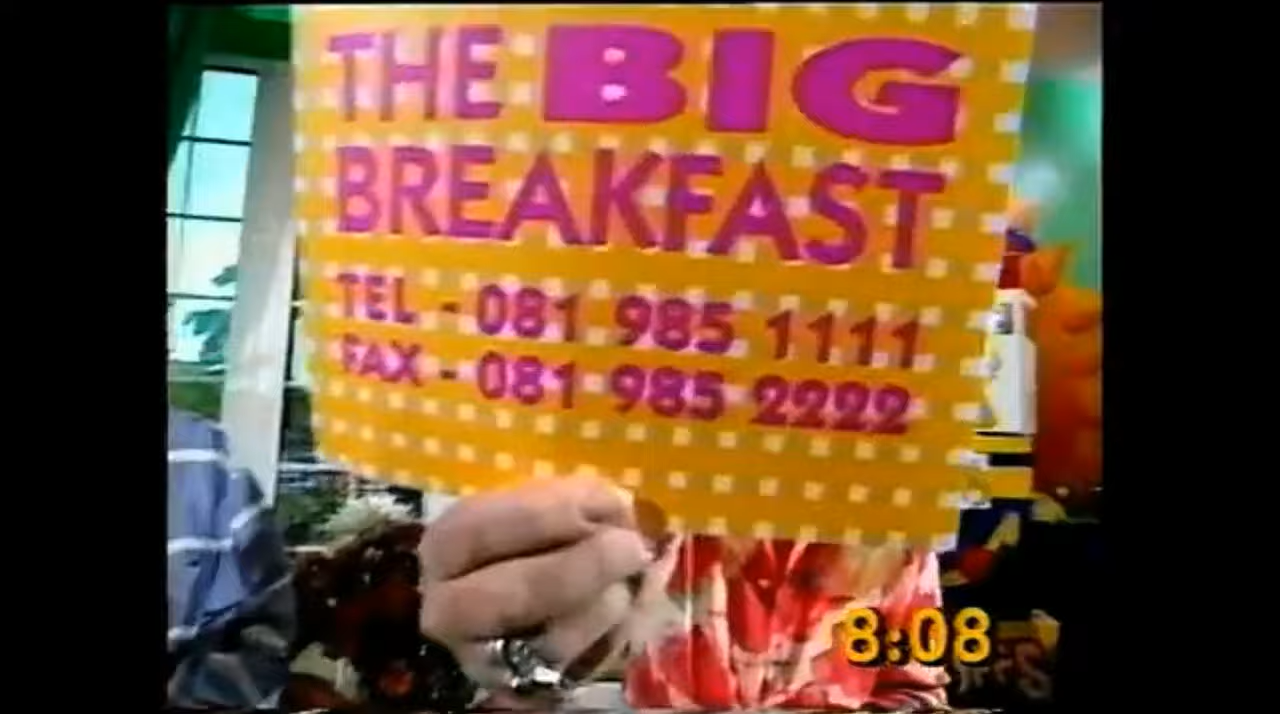 THE BIG
BREAKFAST
TEL - 081 985 1111
FAX - 081 985 2222
8:08